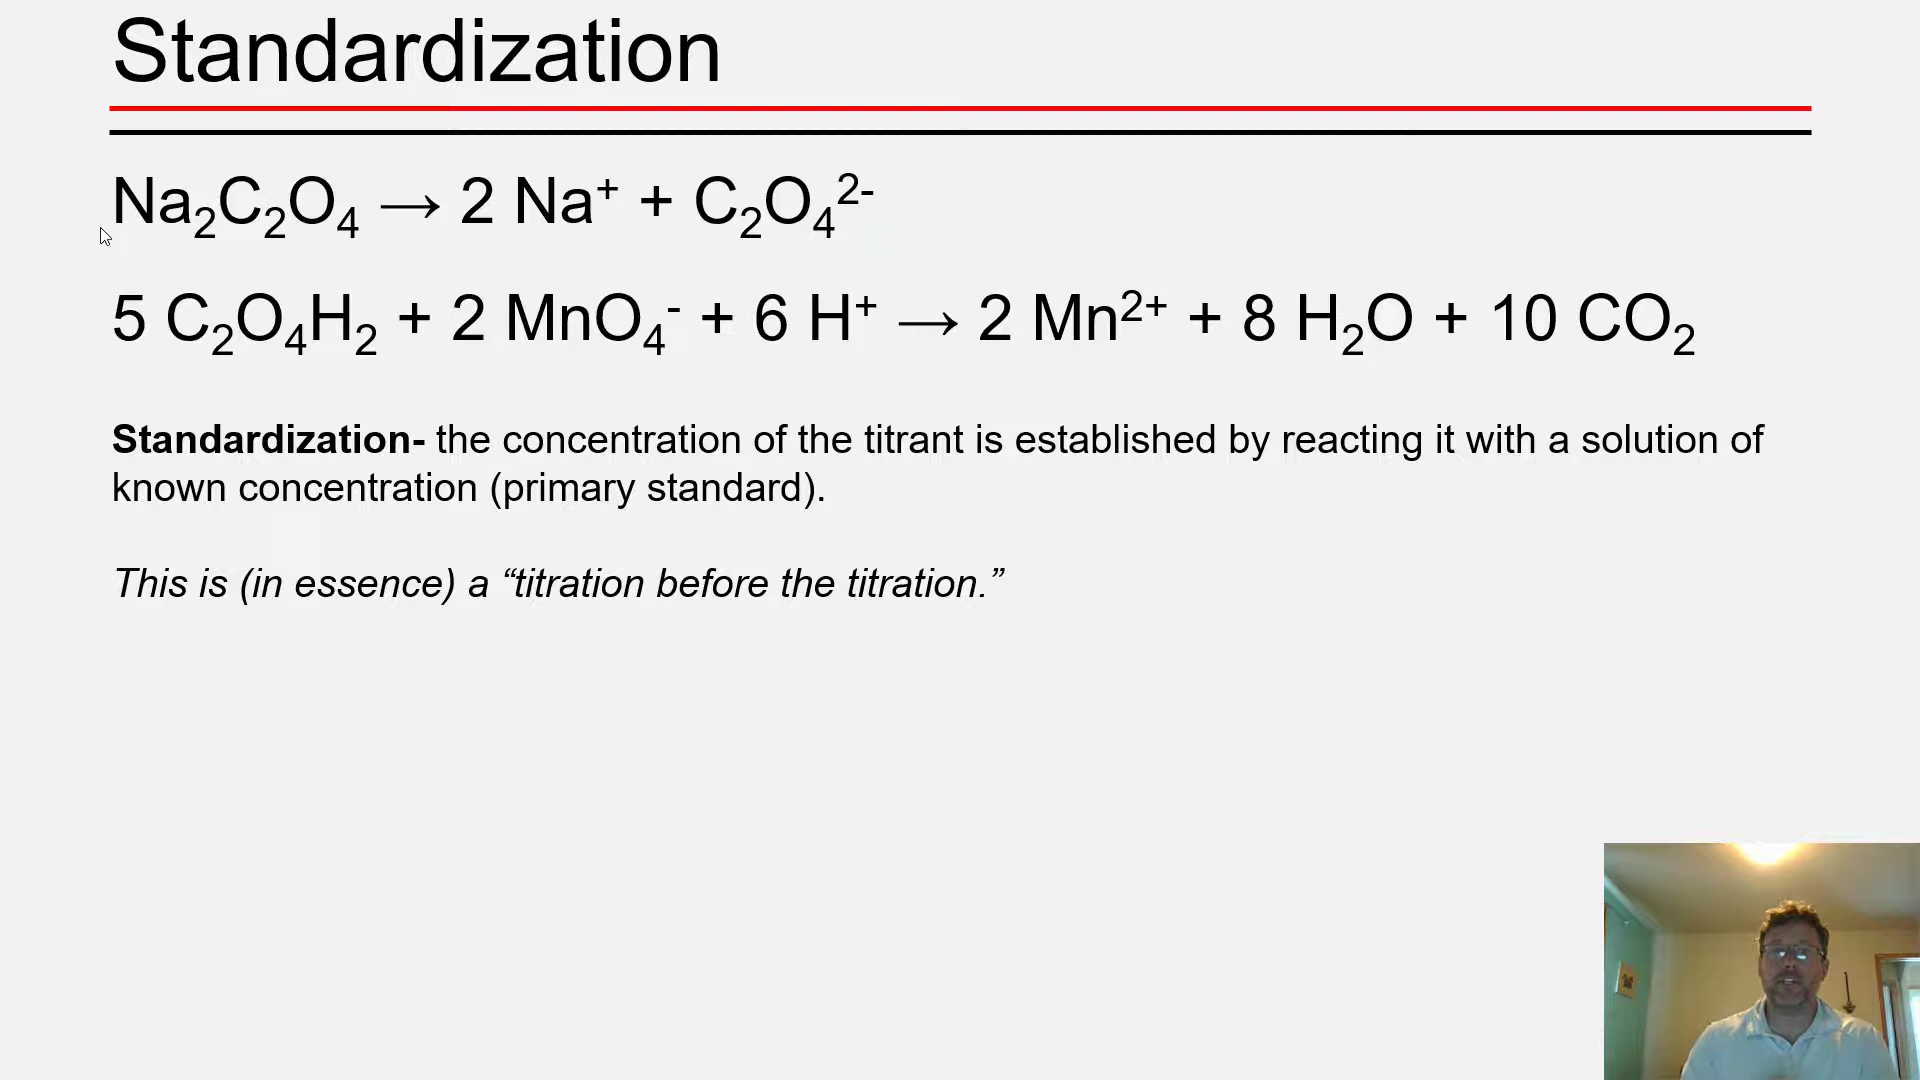 Standardization
Na₂C₂O₄ → 2 Na⁺ + C₂O₄²⁻
5 C₂O₄H₂ + 2 MnO₄⁻ + 6 H⁺ → 2 Mn²⁺ + 8 H₂O + 10 CO₂
Standardization- the concentration of the titrant is established by reacting it with a solution of
known concentration (primary standard).
This is (in essence) a “titration before the titration.”